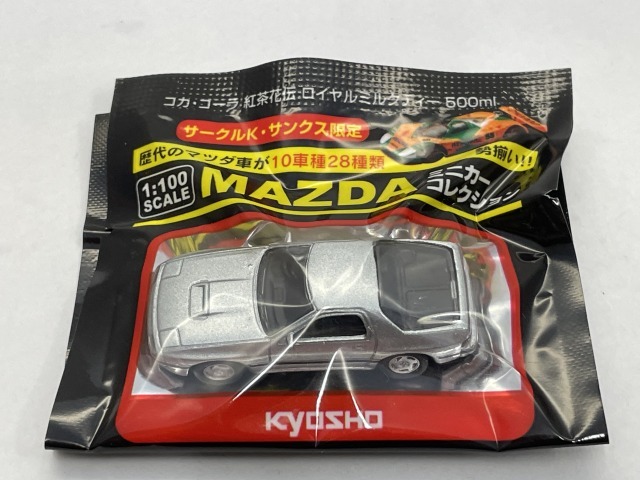 コカ・コーラ 紅茶花伝 ロイヤルミルクティー 500ml
サークルK・サンクス限定
歴代のマツダ車が10車種28種類 勢揃い!!
1:100
SCALE
MAZDA
ミニカー
コレクション
KYOSHO